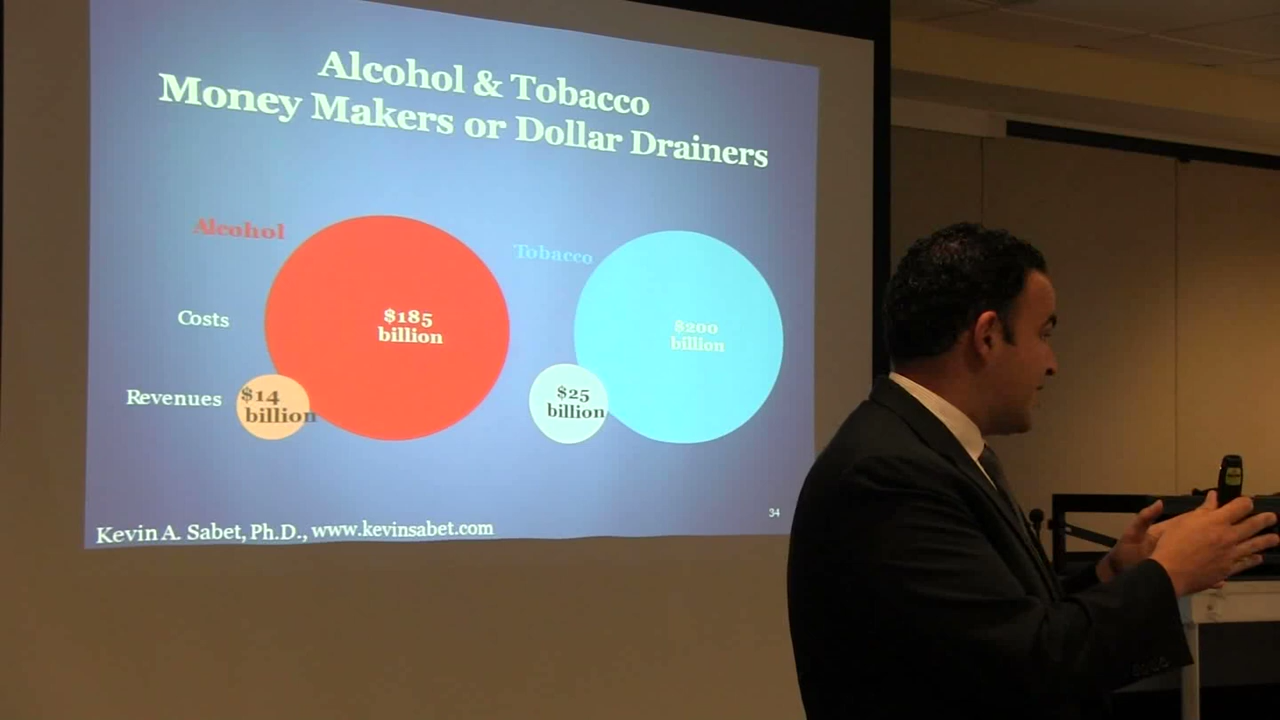 Alcohol & Tobacco
Money Makers or Dollar Drainers
Alcohol
Tobacco
Costs
$185
billion
$200
billion
Revenues
$14
billion
$25
billion
34
Kevin A. Sabet, Ph.D., www.kevinsabet.com